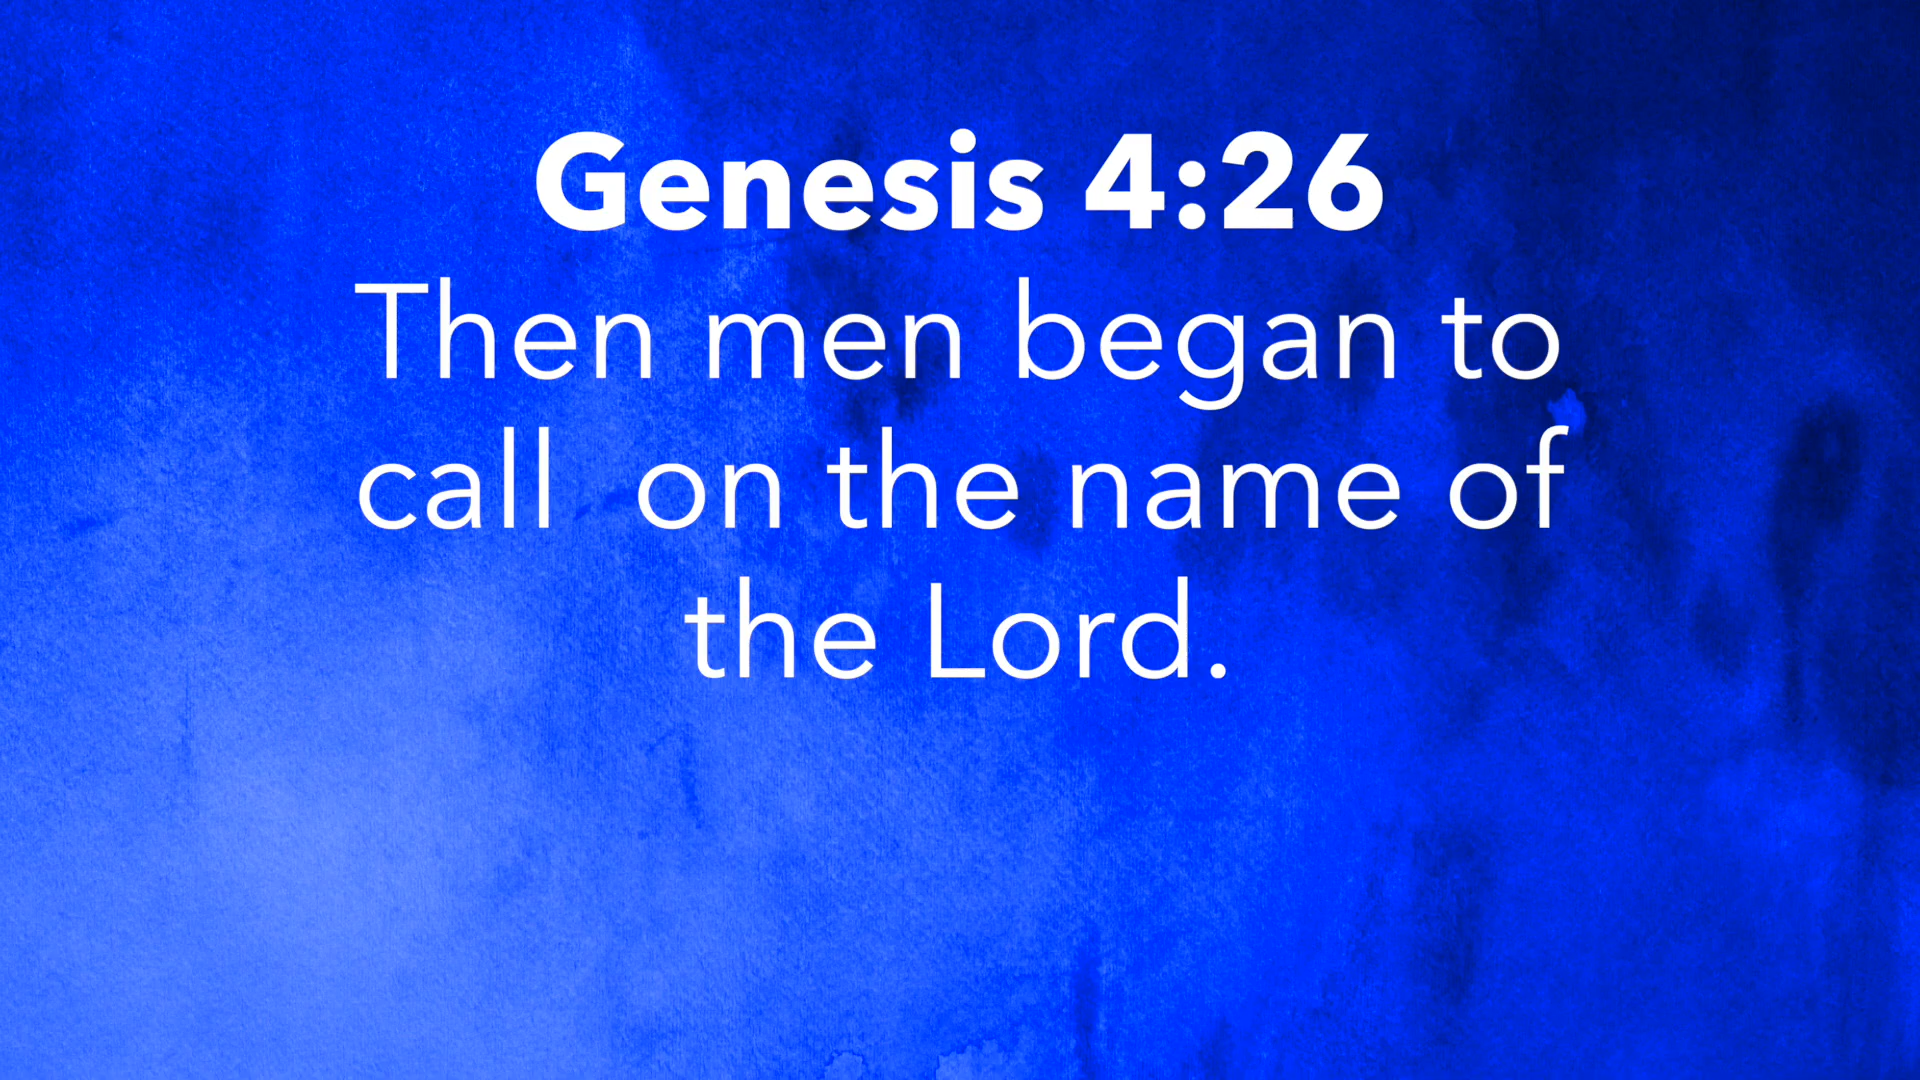 Genesis 4:26
Then men began to
call  on the name of
the Lord.